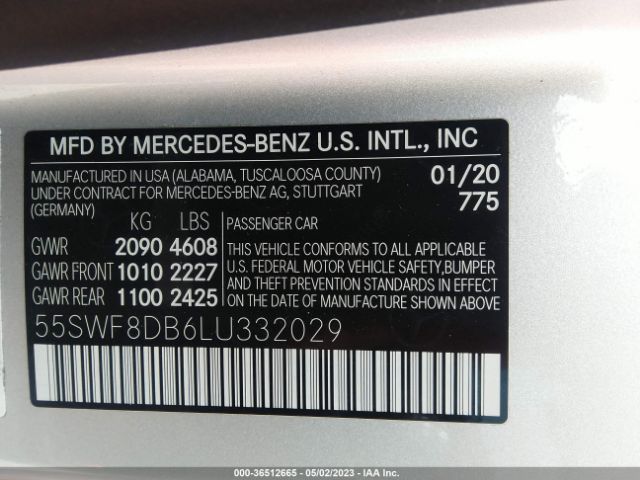 MFD BY MERCEDES-BENZ U.S. INTL., INC
MANUFACTURED IN USA (ALABAMA, TUSCALOOSA COUNTY)
UNDER CONTRACT FOR MERCEDES-BENZ AG, STUTTGART
(GERMANY)
01/20
775
KG LBS
GVWR 2090 4608
GAWR FRONT 1010 2227
GAWR REAR 1100 2425
PASSENGER CAR
THIS VEHICLE CONFORMS TO ALL APPLICABLE
U.S. FEDERAL MOTOR VEHICLE SAFETY,BUMPER
AND THEFT PREVENTION STANDARDS IN EFFECT
ON THE DATE OF MANUFACTURE SHOWN ABOVE.
55SWF8DB6LU332029
000-36512665 - 05/02/2023 - IAA Inc.